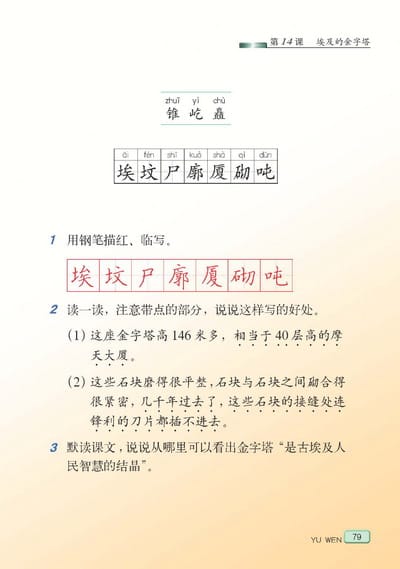 第14课 埃及的金字塔
zhuī yì chù
锥 屹 矗
āi fén shī kuò shà qì dūn
埃 坟 尸 廓 厦 砌 吨
1 用钢笔描红、临写。
埃 坟 尸 廓 厦 砌 吨
2 读一读，注意带点的部分，说说这样写的好处。
(1) 这座金字塔高 146 米多，相当于 40 层高的摩
天大厦。
(2) 这些石块磨得很平整，石块与石块之间砌合得
很紧密，几千年过去了，这些石块的接缝处连
锋利的刀片都插不进去。
3 默读课文，说说从哪里可以看出金字塔“是古埃及人
民智慧的结晶”。
YU WEN 79